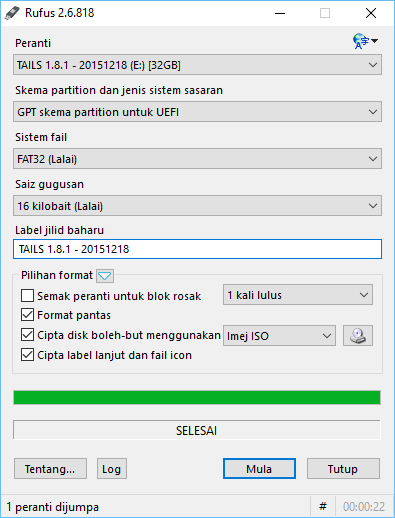 Rufus 2.6.818
Peranti
TAILS 1.8.1 - 20151218 (E:) [32GB]
Skema partition dan jenis sistem sasaran
GPT skema partition untuk UEFI
Sistem fail
FAT32 (Lalai)
Saiz gugusan
16 kilobait (Lalai)
Label jilid baharu
TAILS 1.8.1 - 20151218
Pilihan format
Semak peranti untuk blok rosak 1 kali lulus
Format pantas
Cipta disk boleh-but menggunakan Imej ISO
Cipta label lanjut dan fail icon
SELESAI
Tentang... Log Mula Tutup
1 peranti dijumpa # 00:00:22